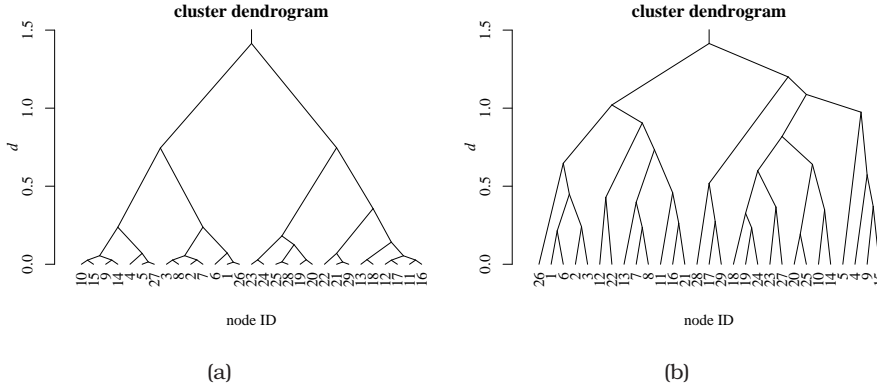 cluster dendrogram
d
1.5
1.0
0.5
0.0
10 15 9 14 4 5 27 3 8 2 7 6 1 26 23 24 25 28 19 20 22 21 29 13 18 12 17 11 16
node ID
(a)
cluster dendrogram
d
1.5
1.0
0.5
0.0
26 1 6 2 3 12 22 13 7 8 11 16 21 28 17 29 18 19 24 23 27 20 25 10 14 5 4 9 15
node ID
(b)